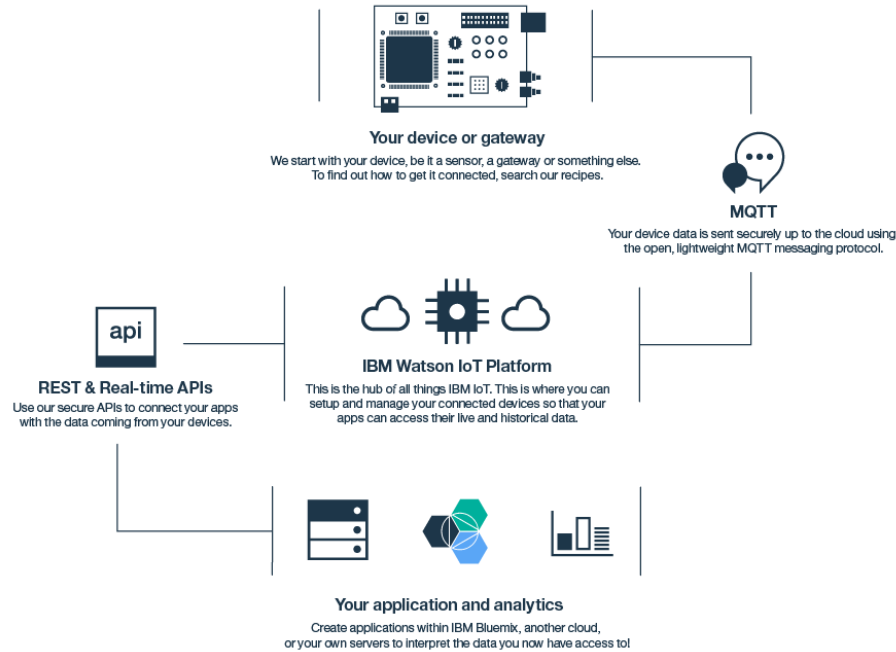 Your device or gateway
We start with your device, be it a sensor, a gateway or something else.
To find out how to get it connected, search our recipes.
MQTT
Your device data is sent securely up to the cloud using
the open, lightweight MQTT messaging protocol.
api
REST & Real-time APIs
Use our secure APIs to connect your apps
with the data coming from your devices.
IBM Watson IoT Platform
This is the hub of all things IBM IoT. This is where you can
setup and manage your connected devices so that your
apps can access their live and historical data.
Your application and analytics
Create applications within IBM Bluemix, another cloud,
or your own servers to interpret the data you now have access to!